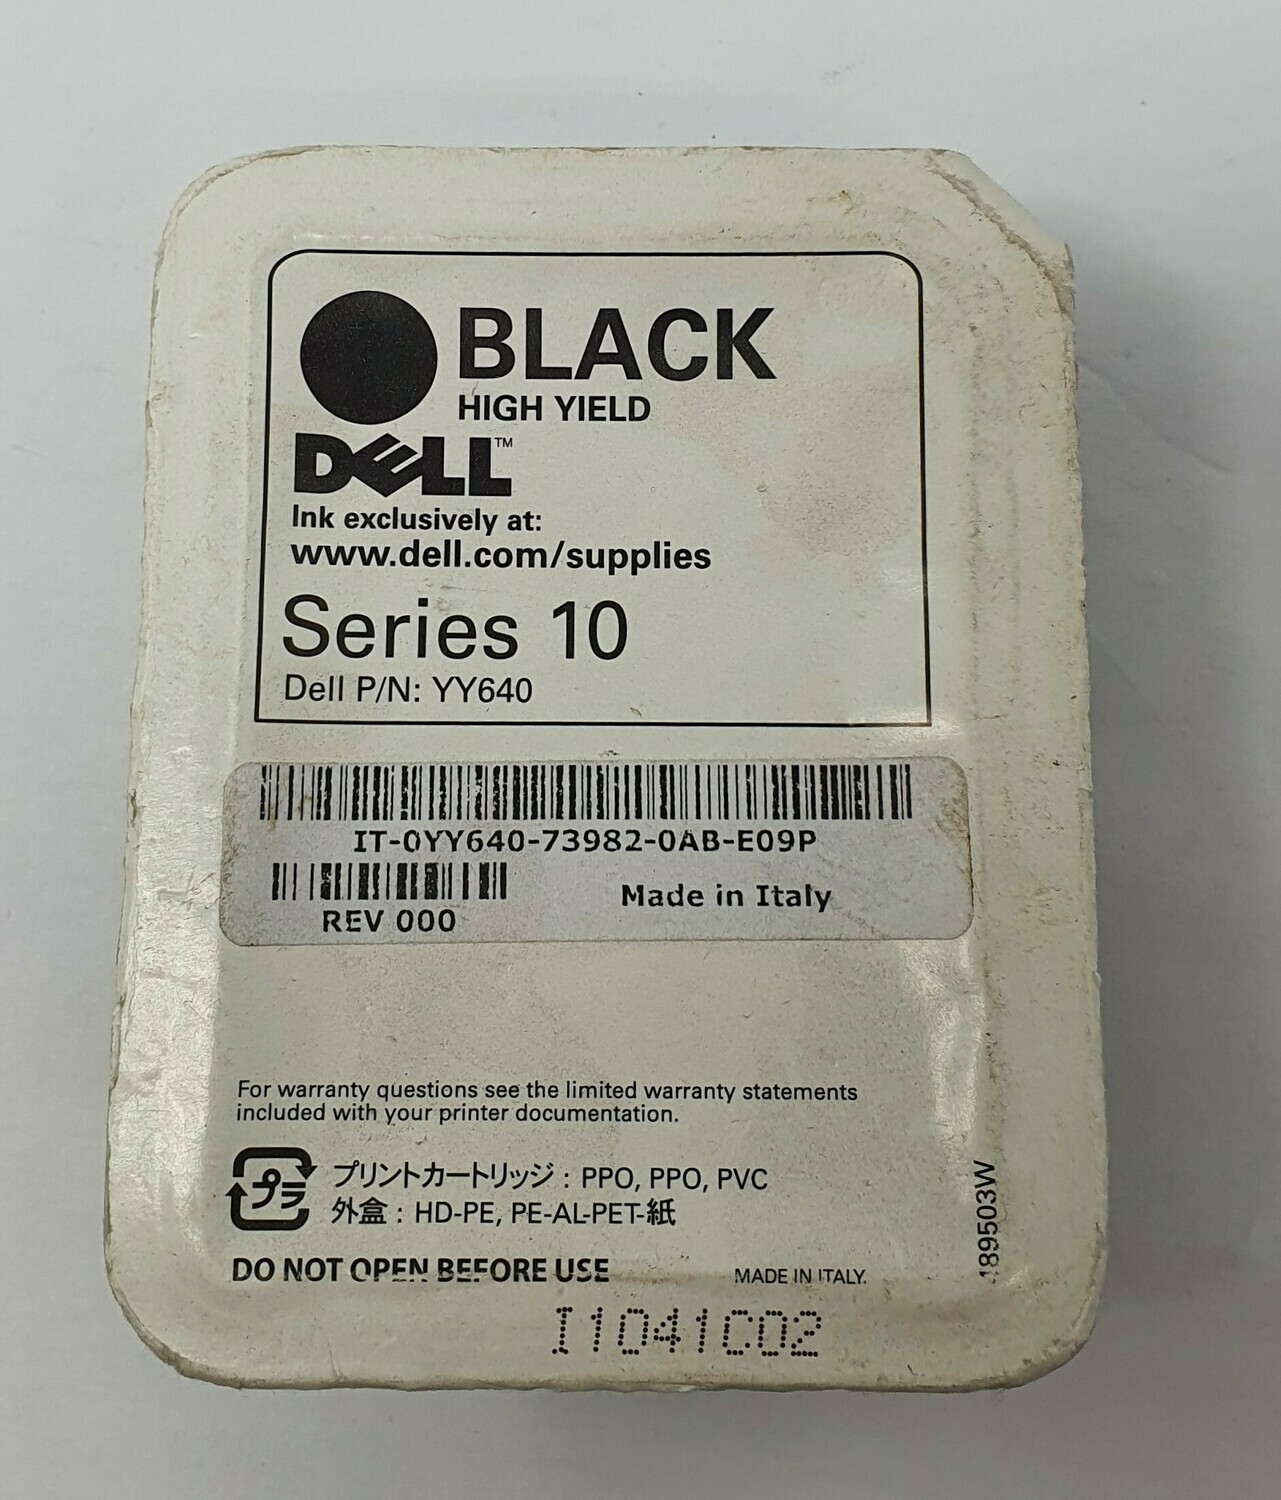 BLACK
HIGH YIELD
DELL™
Ink exclusively at:
www.dell.com/supplies
Series 10
Dell P/N: YY640
IT-0YY640-73982-0AB-E09P
REV 000
Made in Italy
For warranty questions see the limited warranty statements
included with your printer documentation.
プラ
プリントカートリッジ : PPO, PPO, PVC
外盒 : HD-PE, PE-AL-PET-紙
DO NOT OPEN BEFORE USE
MADE IN ITALY.
I1041C02
189503W